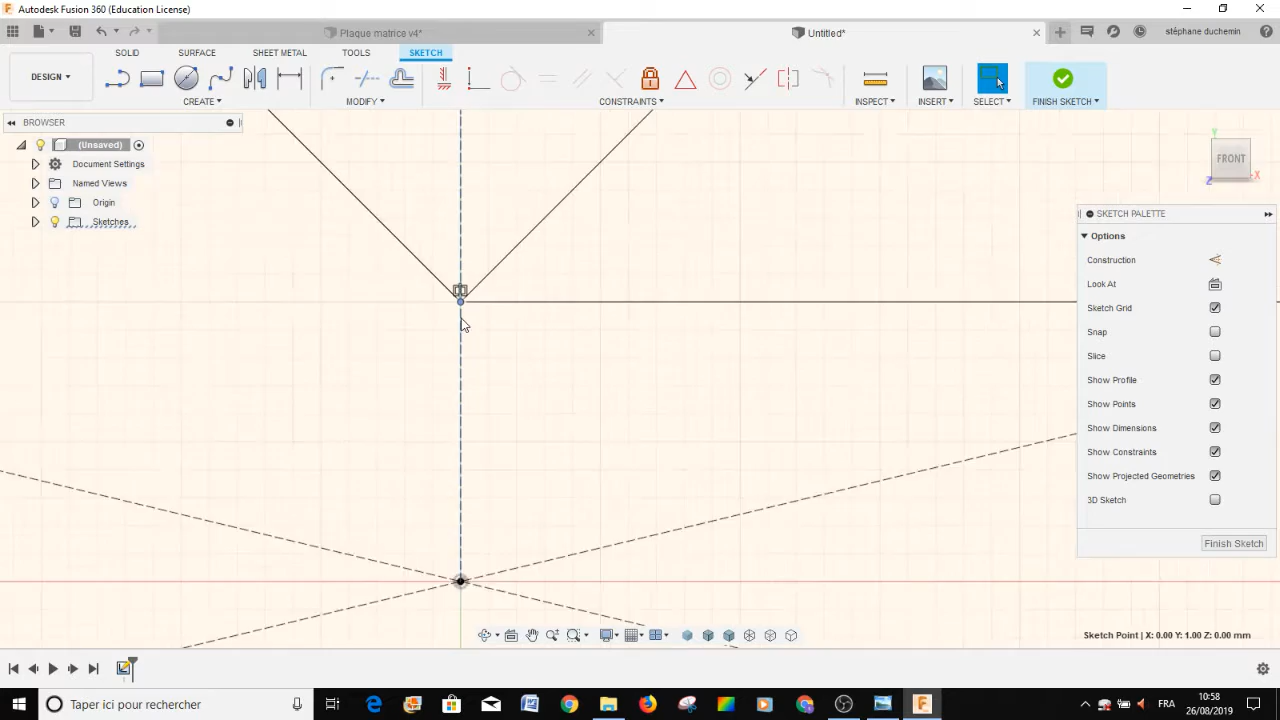 Autodesk Fusion 360 (Education License)
Plaque matrice v4*
Untitled*
stéphane duchemin
DESIGN
SOLID
SURFACE
SHEET METAL
TOOLS
SKETCH
CREATE
MODIFY
CONSTRAINTS
INSPECT
INSERT
SELECT
FINISH SKETCH
BROWSER
(Unsaved)
Document Settings
Named Views
Origin
Sketches
Y
FRONT
Z
X
SKETCH PALETTE
Options
Construction
Look At
Sketch Grid
Snap
Slice
Show Profile
Show Points
Show Dimensions
Show Constraints
Show Projected Geometries
3D Sketch
Finish Sketch
Sketch Point | X: 0.00 Y: 1.00 Z: 0.00 mm
Taper ici pour rechercher
FRA
10:58
26/08/2019